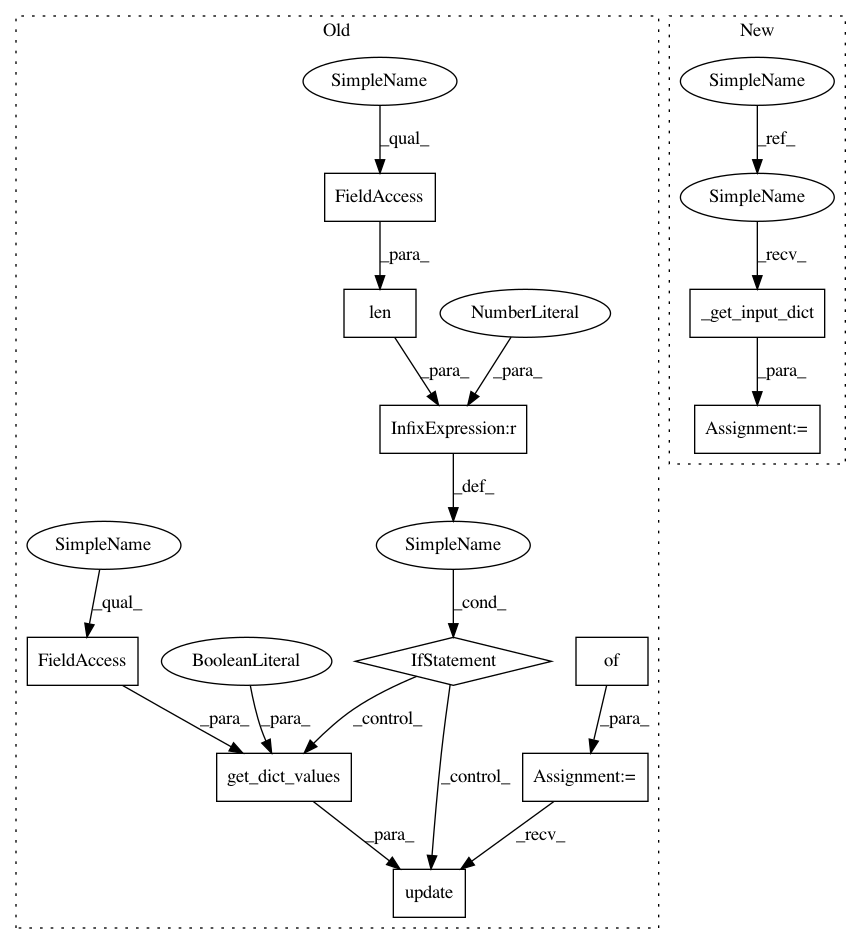 Old
New
SimpleName
SimpleName
_qual_
_ref_
FieldAccess
SimpleName
_para_
_recv_
len
NumberLiteral
_get_input_dict
_para_
_para_
_para_
InfixExpression:r
Assignment:=
_def_
SimpleName
SimpleName
_qual_
_cond_
FieldAccess
BooleanLiteral
IfStatement
of
_para_
_para_
_control_
_para_
get_dict_values
_control_
Assignment:=
_para_
_recv_
update